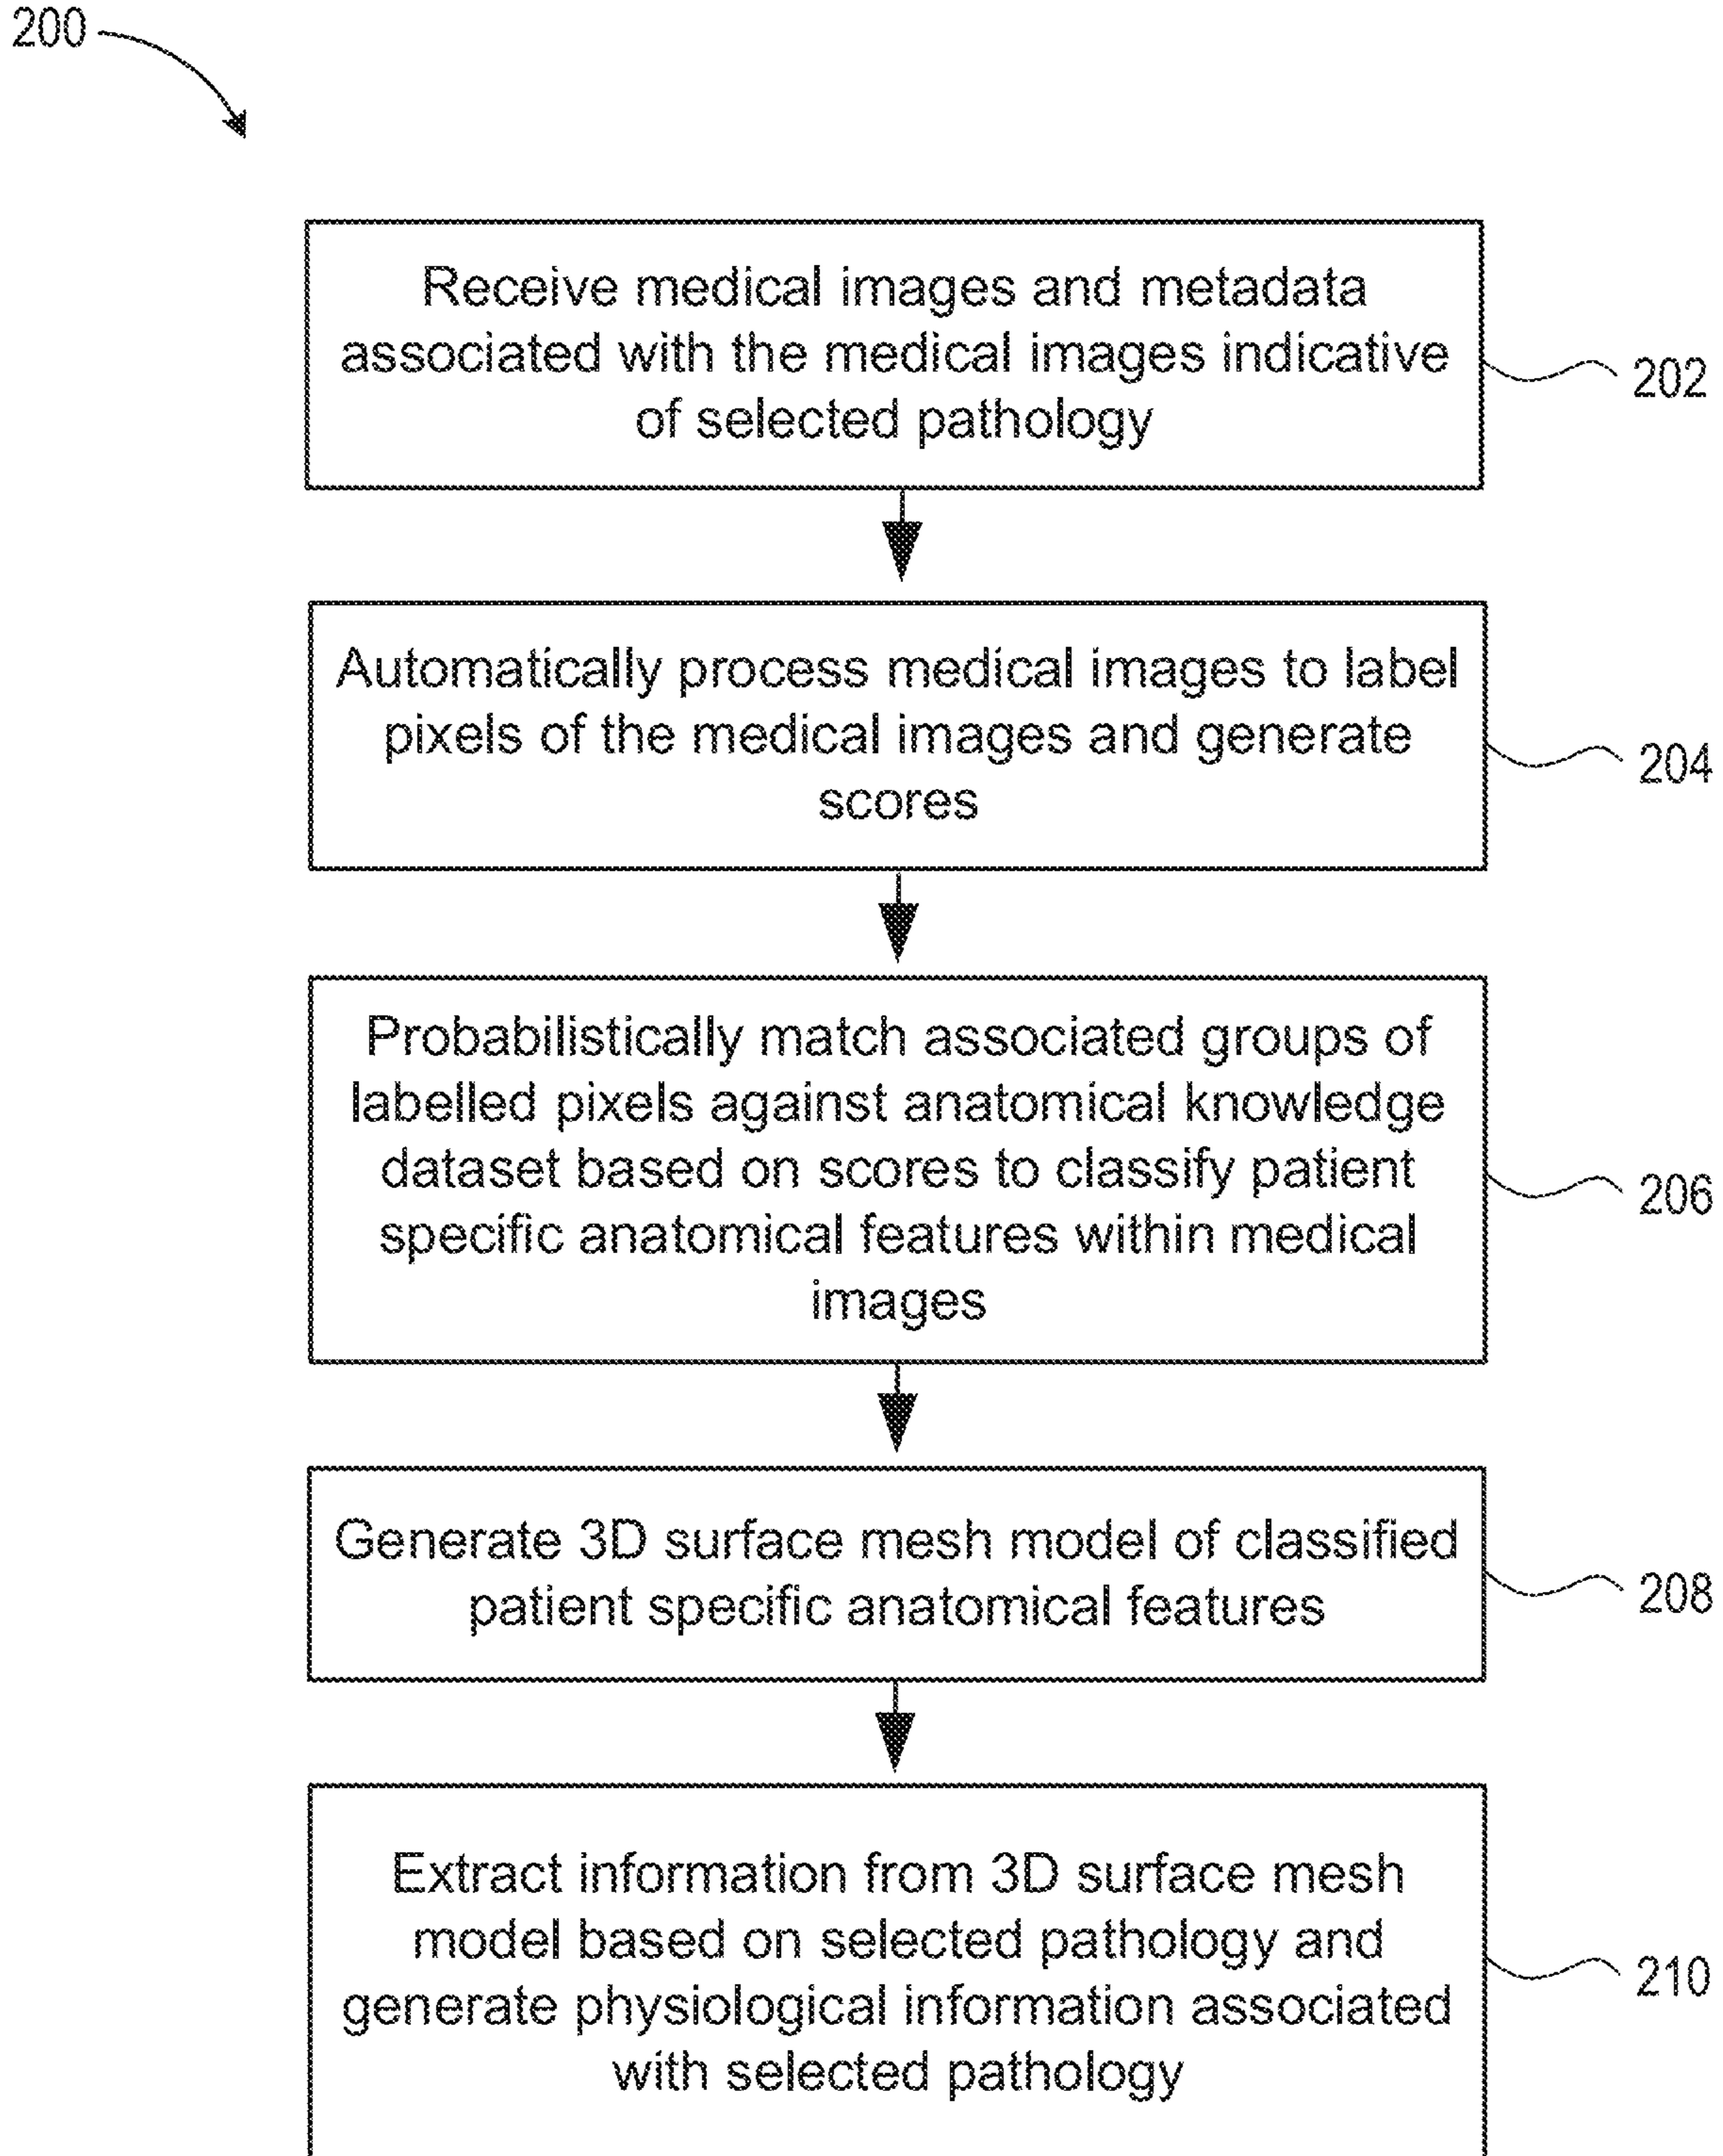 200
Receive medical images and metadata
associated with the medical images indicative
of selected pathology
202
Automatically process medical images to label
pixels of the medical images and generate
scores
204
Probabilistically match associated groups of
labelled pixels against anatomical knowledge
dataset based on scores to classify patient
specific anatomical features within medical
images
206
Generate 3D surface mesh model of classified
patient specific anatomical features
208
Extract information from 3D surface mesh
model based on selected pathology and
generate physiological information associated
with selected pathology
210